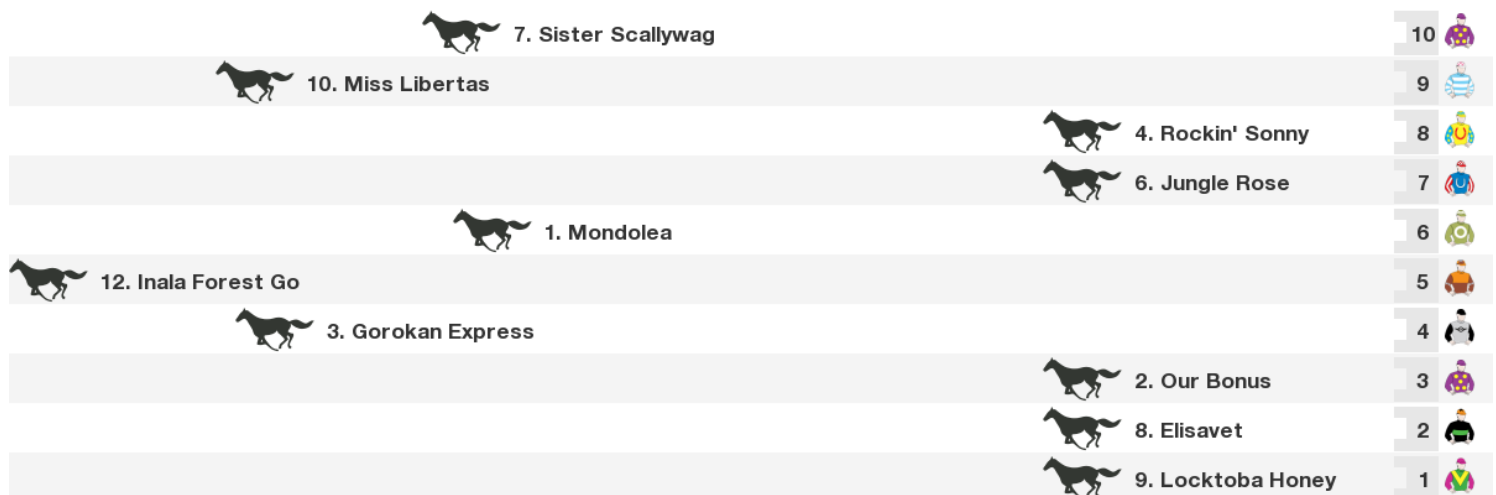 7. Sister Scallywag 10
10. Miss Libertas 9
4. Rockin' Sonny 8
6. Jungle Rose 7
1. Mondolea 6
12. Inala Forest Go 5
3. Gorokan Express 4
2. Our Bonus 3
8. Elisavet 2
9. Locktoba Honey 1